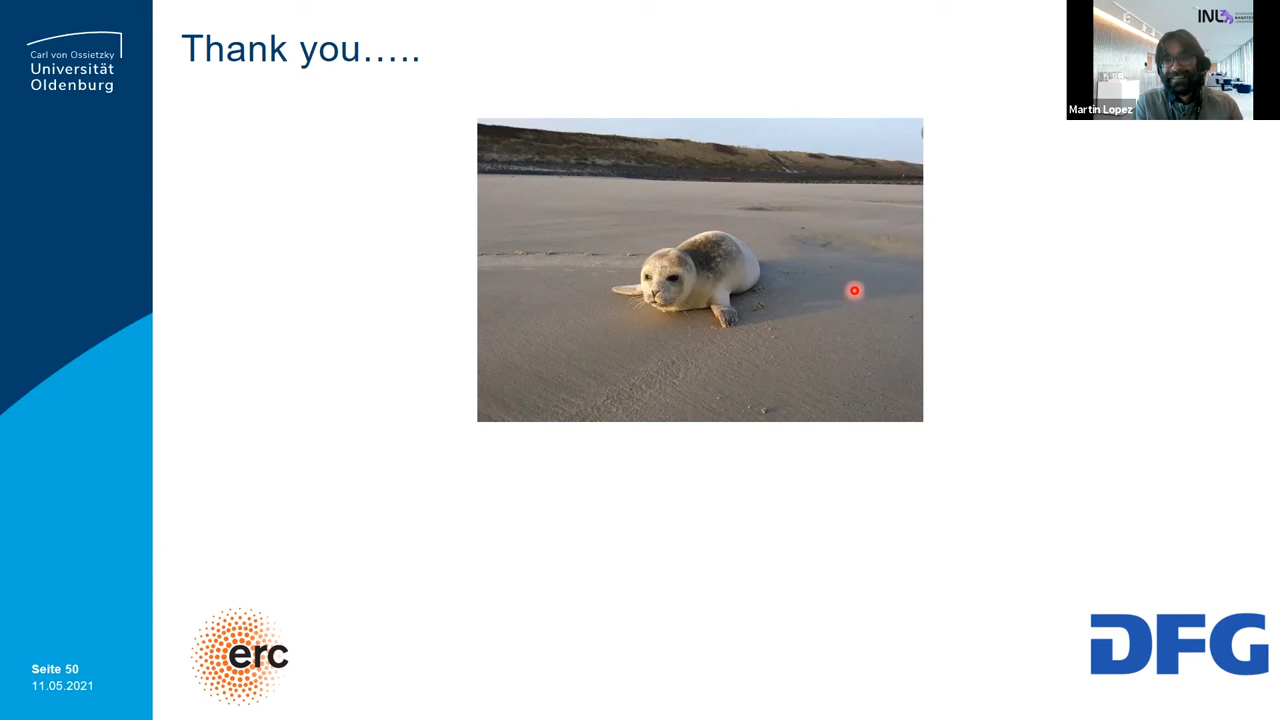 Carl von Ossietzky
Universität
Oldenburg
Thank you…..
INL
Martin Lopez
erc
DFG
Seite 50
11.05.2021